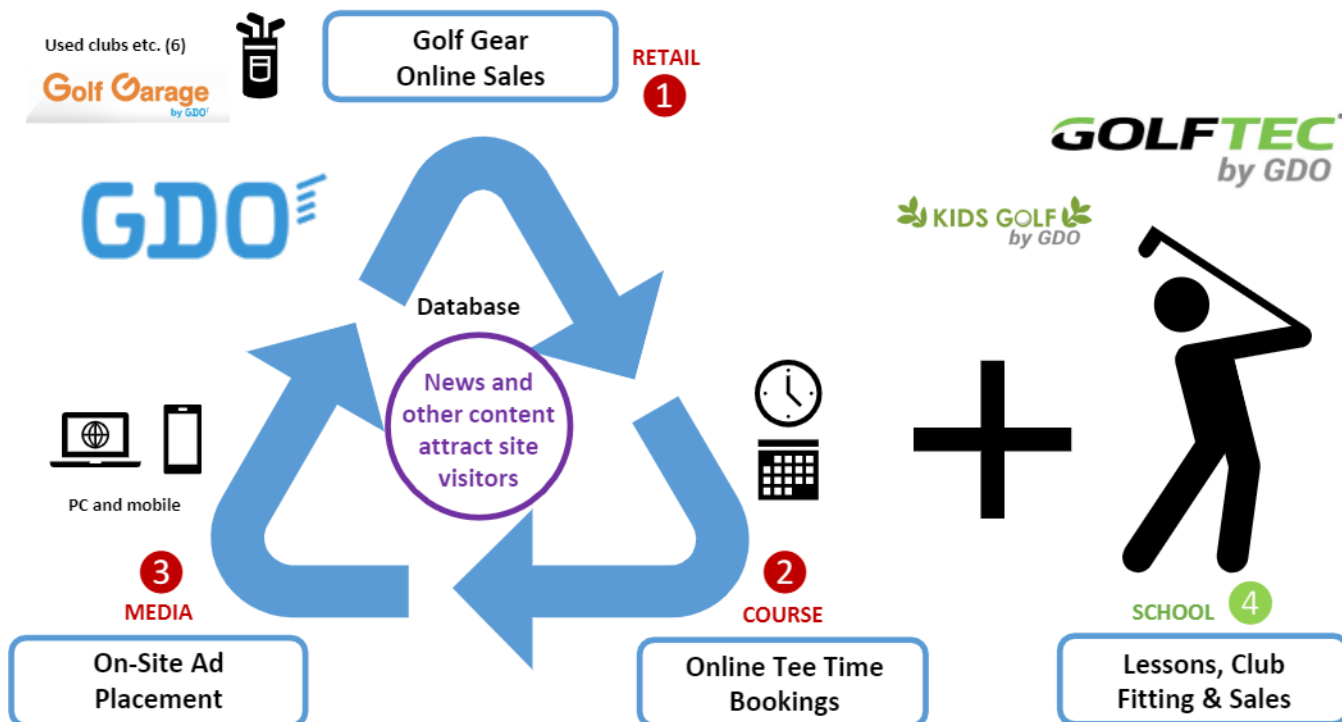 Used clubs etc. (6)
Golf Garage
by GDO
Golf Gear
Online Sales
RETAIL
1
GDO
GOLFTEC
by GDO
KIDS GOLF
by GDO
Database
News and
other content
attract site
visitors
PC and mobile
3
MEDIA
On-Site Ad
Placement
2
COURSE
Online Tee Time
Bookings
SCHOOL 4
Lessons, Club
Fitting & Sales